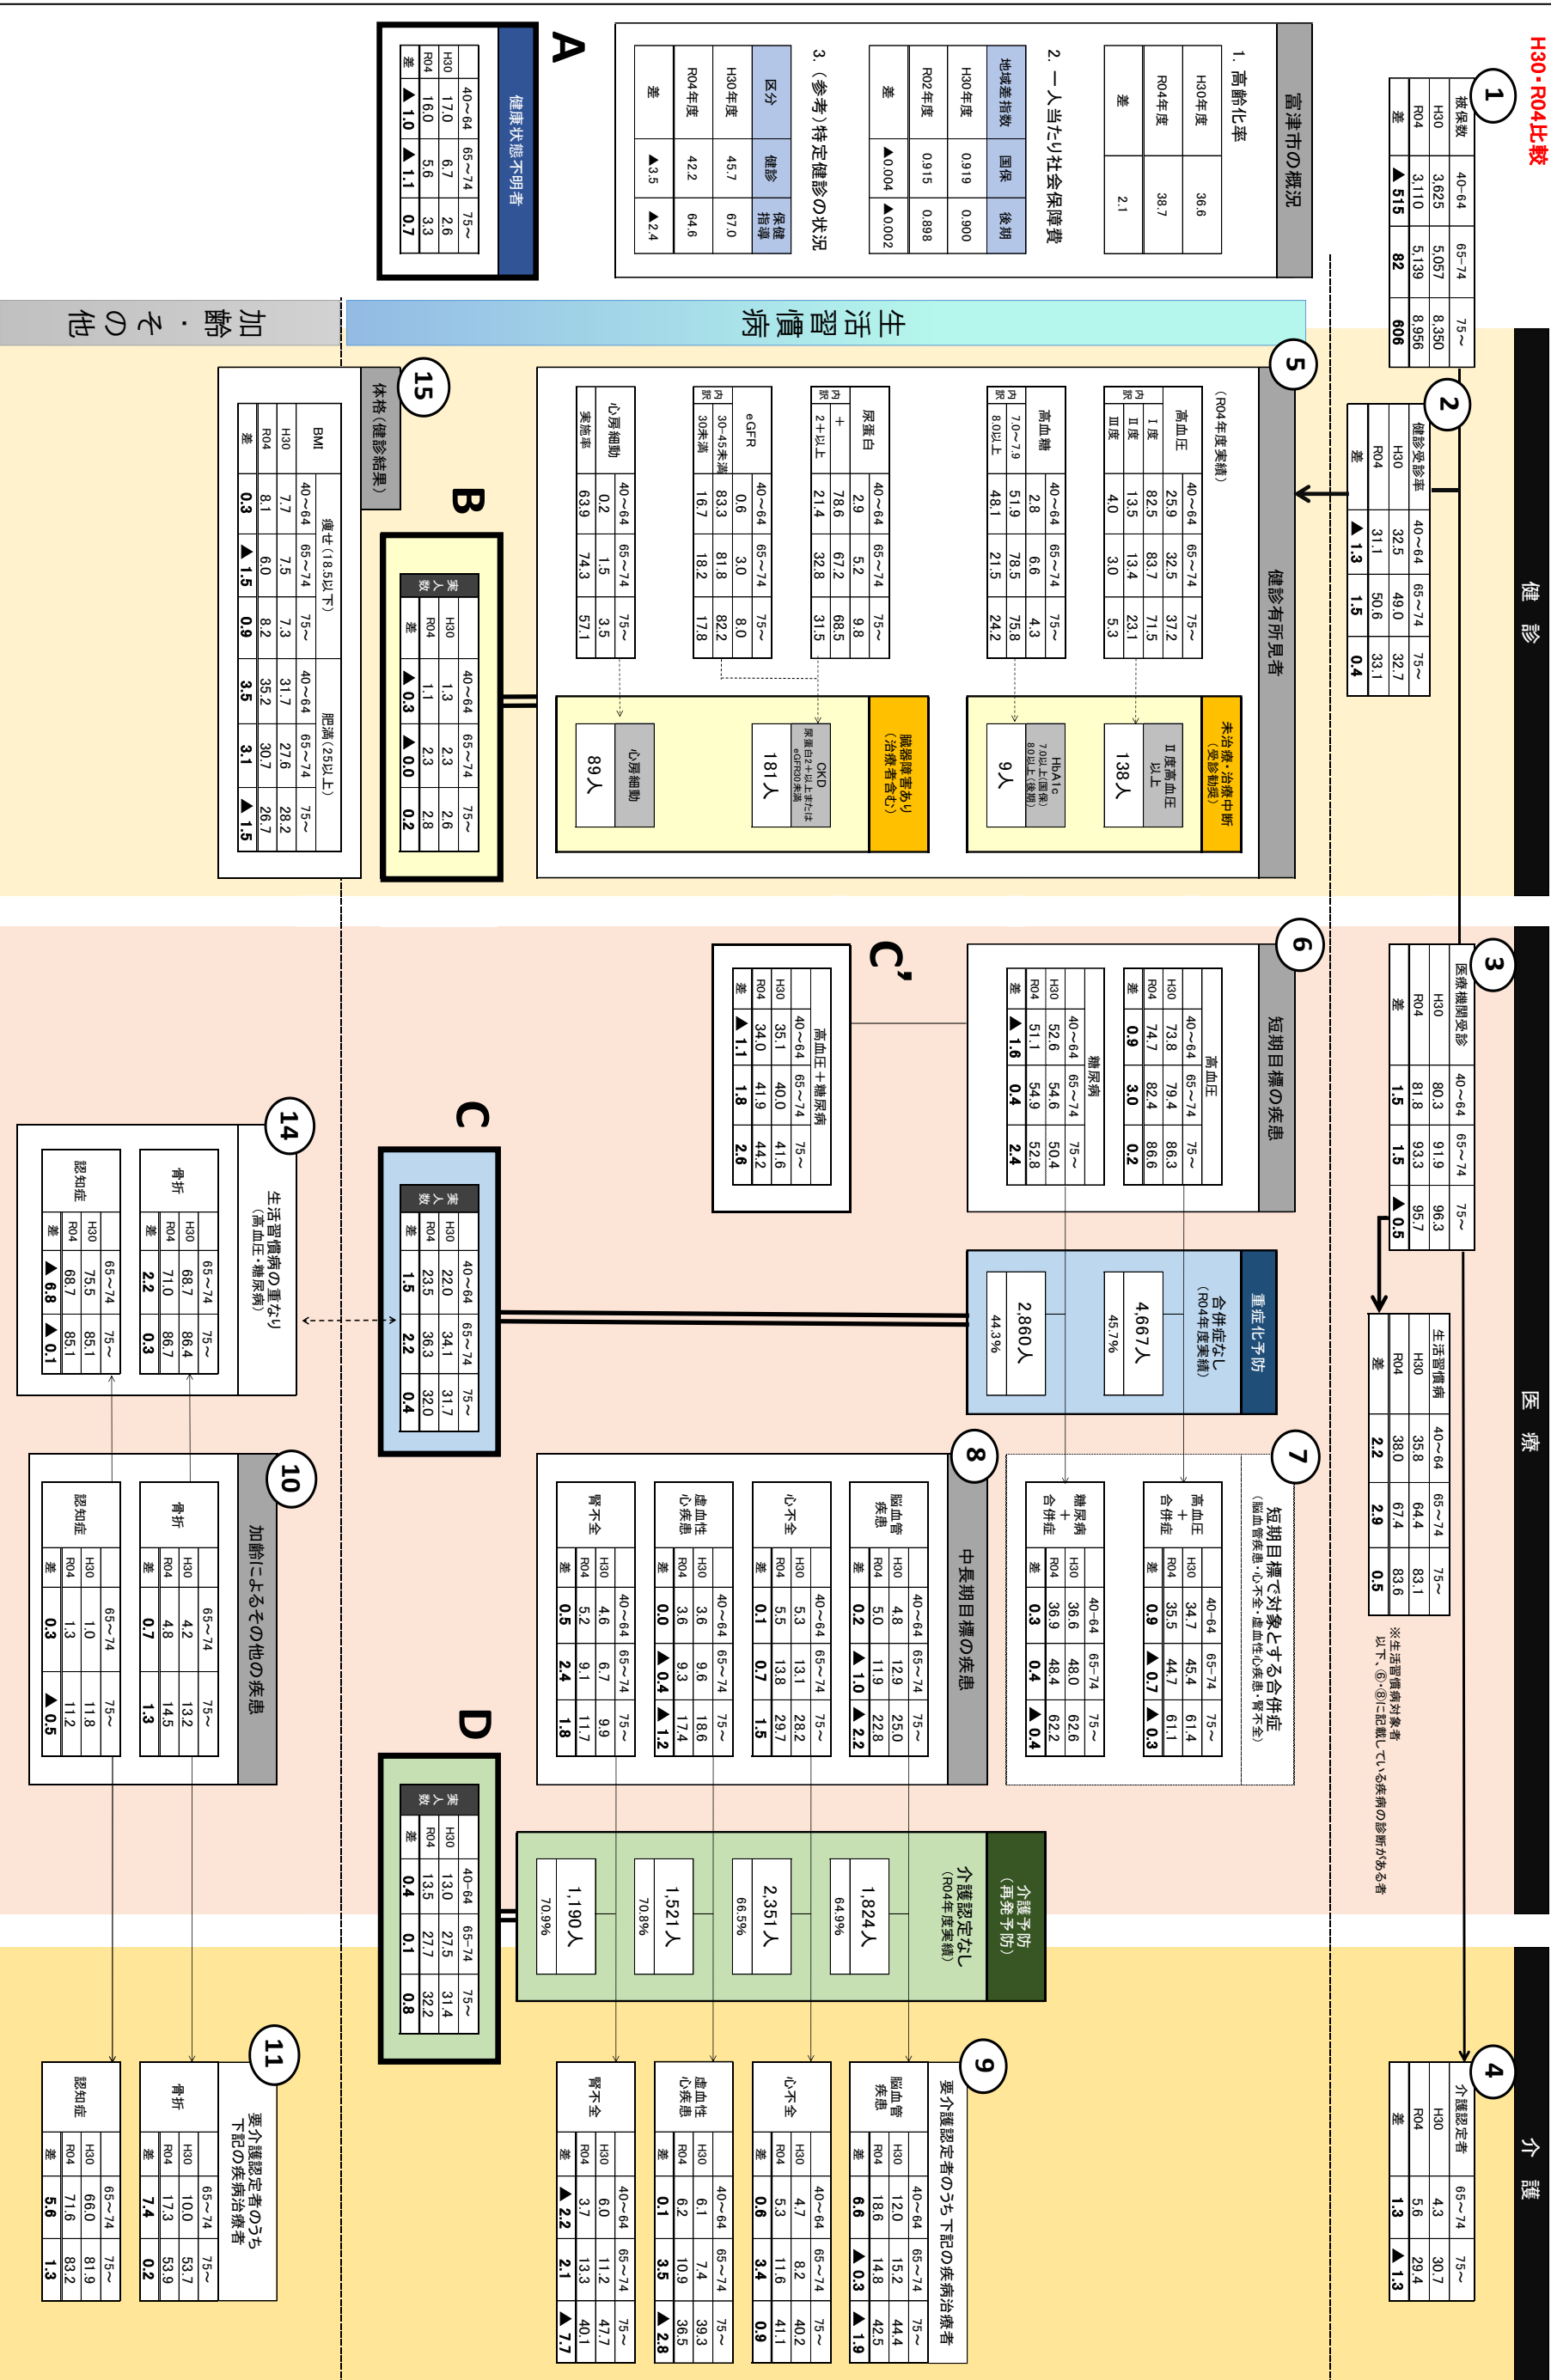 H30・R04比較
健　診
医　療
介　護
①
被保数 40-64 65-74 75～
H30 3,625 5,057 8,350
R04 3,110 5,139 8,956
差 ▲ 515 82 606
②
健診受診率 40～64 65～74 75～
H30 32.5 49.0 32.7
R04 31.1 50.6 33.1
差 ▲ 1.3 1.5 0.4
③
医療機関受診 40～64 65～74 75～
H30 80.3 91.9 96.3
R04 81.8 93.3 95.7
差 1.5 1.5 ▲ 0.5
生活習慣病 40～64 65～74 75～
H30 35.8 64.4 83.1
R04 38.0 67.4 83.6
差 2.2 2.9 0.5
※生活習慣病対象者
以下、⑥・⑧に記載している疾病の診断がある者
④
介護認定者 65～74 75～
H30 4.3 30.7
R04 5.6 29.4
差 1.3 ▲ 1.3
富津市の概況
1．高齢化率
H30年度 36.6
R04年度 38.7
差 2.1
2．一人当たり社会保障費
地域差指数 国保 後期
H30年度 0.919 0.900
R02年度 0.915 0.898
差 ▲0.004 ▲0.002
3．（参考）特定健診の状況
区分 健診 保健指導
H30年度 45.7 67.0
R04年度 42.2 64.6
差 ▲3.5 ▲2.4
A
健康状態不明者
40～64 65～74 75～
H30 17.0 6.7 2.6
R04 16.0 5.6 3.3
差 ▲ 1.0 ▲ 1.1 0.7
生活習慣病
加齢・その他
⑤
健診有所見者
（R04年度実績）
40～64 65～74 75～
高血圧 25.9 32.5 37.2
内訳
Ⅰ度 82.5 83.7 71.5
Ⅱ度 13.5 13.4 23.1
Ⅲ度 4.0 3.0 5.3
40～64 65～74 75～
高血糖 2.8 6.6 4.3
内訳
7.0～7.9 51.9 78.5 75.8
8.0以上 48.1 21.5 24.2
40～64 65～74 75～
尿蛋白 2.9 5.2 9.8
内訳
＋ 78.6 67.2 68.5
2＋以上 21.4 32.8 31.5
40～64 65～74 75～
eGFR 0.6 3.0 8.0
内訳
30-45未満 83.3 81.8 82.2
30未満 16.7 18.2 17.8
40～64 65～74 75～
心房細動 0.2 1.5 3.5
実施率 63.9 74.3 57.1
未治療・治療中断
（受診勧奨）
Ⅱ度高血圧以上
138人
HbA1c
7.0以上(国保)
8.0以上(後期)
9人
臓器障害あり
（治療者含む）
CKD
尿蛋白2＋以上または
eGFR30未満
181人
心房細動
89人
B
実人数
40～64 65～74 75～
H30 1.3 2.3 2.6
R04 1.1 2.3 2.8
差 ▲ 0.3 ▲ 0.0 0.2
⑮
体格（健診結果）
BMI 痩せ（18.5以下） 肥満（25以上）
40～64 65～74 75～ 40～64 65～74 75～
H30 7.7 7.5 7.3 31.7 27.6 28.2
R04 8.1 6.0 8.2 35.2 30.7 26.7
差 0.3 ▲ 1.5 0.9 3.5 3.1 ▲ 1.5
⑥
短期目標の疾患
高血圧
40～64 65～74 75～
H30 73.8 79.4 86.3
R04 74.7 82.4 86.6
差 0.9 3.0 0.2
糖尿病
40～64 65～74 75～
H30 52.6 54.6 50.4
R04 51.1 54.9 52.8
差 ▲ 1.6 0.4 2.4
C’
高血圧＋糖尿病
40～64 65～74 75～
H30 35.1 40.0 41.6
R04 34.0 41.9 44.2
差 ▲ 1.1 1.8 2.6
重症化予防
合併症なし
（R04年度実績）
4,667人
45.7%
2,860人
44.3%
C
実人数
40～64 65～74 75～
H30 22.0 34.1 31.7
R04 23.5 36.3 32.0
差 1.5 2.2 0.4
⑦
短期目標で対象とする合併症
（脳血管疾患・心不全・虚血性心疾患・腎不全）
高血圧＋合併症
40-64 65-74 75～
H30 34.7 45.4 61.4
R04 35.5 44.7 61.1
差 0.9 ▲ 0.7 ▲ 0.3
糖尿病＋合併症
40-64 65-74 75～
H30 36.6 48.0 62.6
R04 36.9 48.4 62.2
差 0.3 0.4 ▲ 0.4
⑧
中長期目標の疾患
脳血管疾患
40～64 65～74 75～
H30 4.8 12.9 25.0
R04 5.0 11.9 22.8
差 0.2 ▲ 1.0 ▲ 2.2
心不全
40～64 65～74 75～
H30 5.3 13.1 28.2
R04 5.5 13.8 29.7
差 0.1 0.7 1.5
虚血性心疾患
40～64 65～74 75～
H30 3.6 9.6 18.6
R04 3.6 9.3 17.4
差 0.0 ▲ 0.4 ▲ 1.2
腎不全
40～64 65～74 75～
H30 4.6 6.7 9.9
R04 5.2 9.1 11.7
差 0.5 2.4 1.8
介護予防
（再発予防）
介護認定なし
（R04年度実績）
1,824人
64.9%
2,351人
66.5%
1,521人
70.8%
1,190人
70.9%
D
実人数
40-64 65-74 75～
H30 13.0 27.5 31.4
R04 13.5 27.7 32.2
差 0.4 0.1 0.8
⑨
要介護認定者のうち下記の疾病治療者
脳血管疾患
40～64 65～74 75～
H30 12.0 15.2 44.4
R04 18.6 14.8 42.5
差 6.6 ▲ 0.3 ▲ 1.9
心不全
40～64 65～74 75～
H30 4.7 8.2 40.2
R04 5.3 11.6 41.1
差 0.6 3.4 0.9
虚血性心疾患
40～64 65～74 75～
H30 6.1 7.4 39.3
R04 6.2 10.9 36.5
差 0.1 3.5 ▲ 2.8
腎不全
40～64 65～74 75～
H30 6.0 11.2 47.7
R04 3.7 13.3 40.1
差 ▲ 2.2 2.1 ▲ 7.7
⑭
生活習慣病の重なり
（高血圧・糖尿病）
骨折
65～74 75～
H30 68.7 86.4
R04 71.0 86.7
差 2.2 0.3
認知症
65～74 75～
H30 75.5 85.1
R04 68.7 85.1
差 ▲ 6.8 ▲ 0.1
⑩
加齢によるその他の疾患
骨折
65～74 75～
H30 4.2 13.2
R04 4.8 14.5
差 0.7 1.3
認知症
65～74 75～
H30 1.0 11.8
R04 1.3 11.2
差 0.3 ▲ 0.5
⑪
要介護認定者のうち
下記の疾病治療者
骨折
65～74 75～
H30 10.0 53.7
R04 17.3 53.9
差 7.4 0.2
認知症
65～74 75～
H30 66.0 81.9
R04 71.6 83.2
差 5.6 1.3